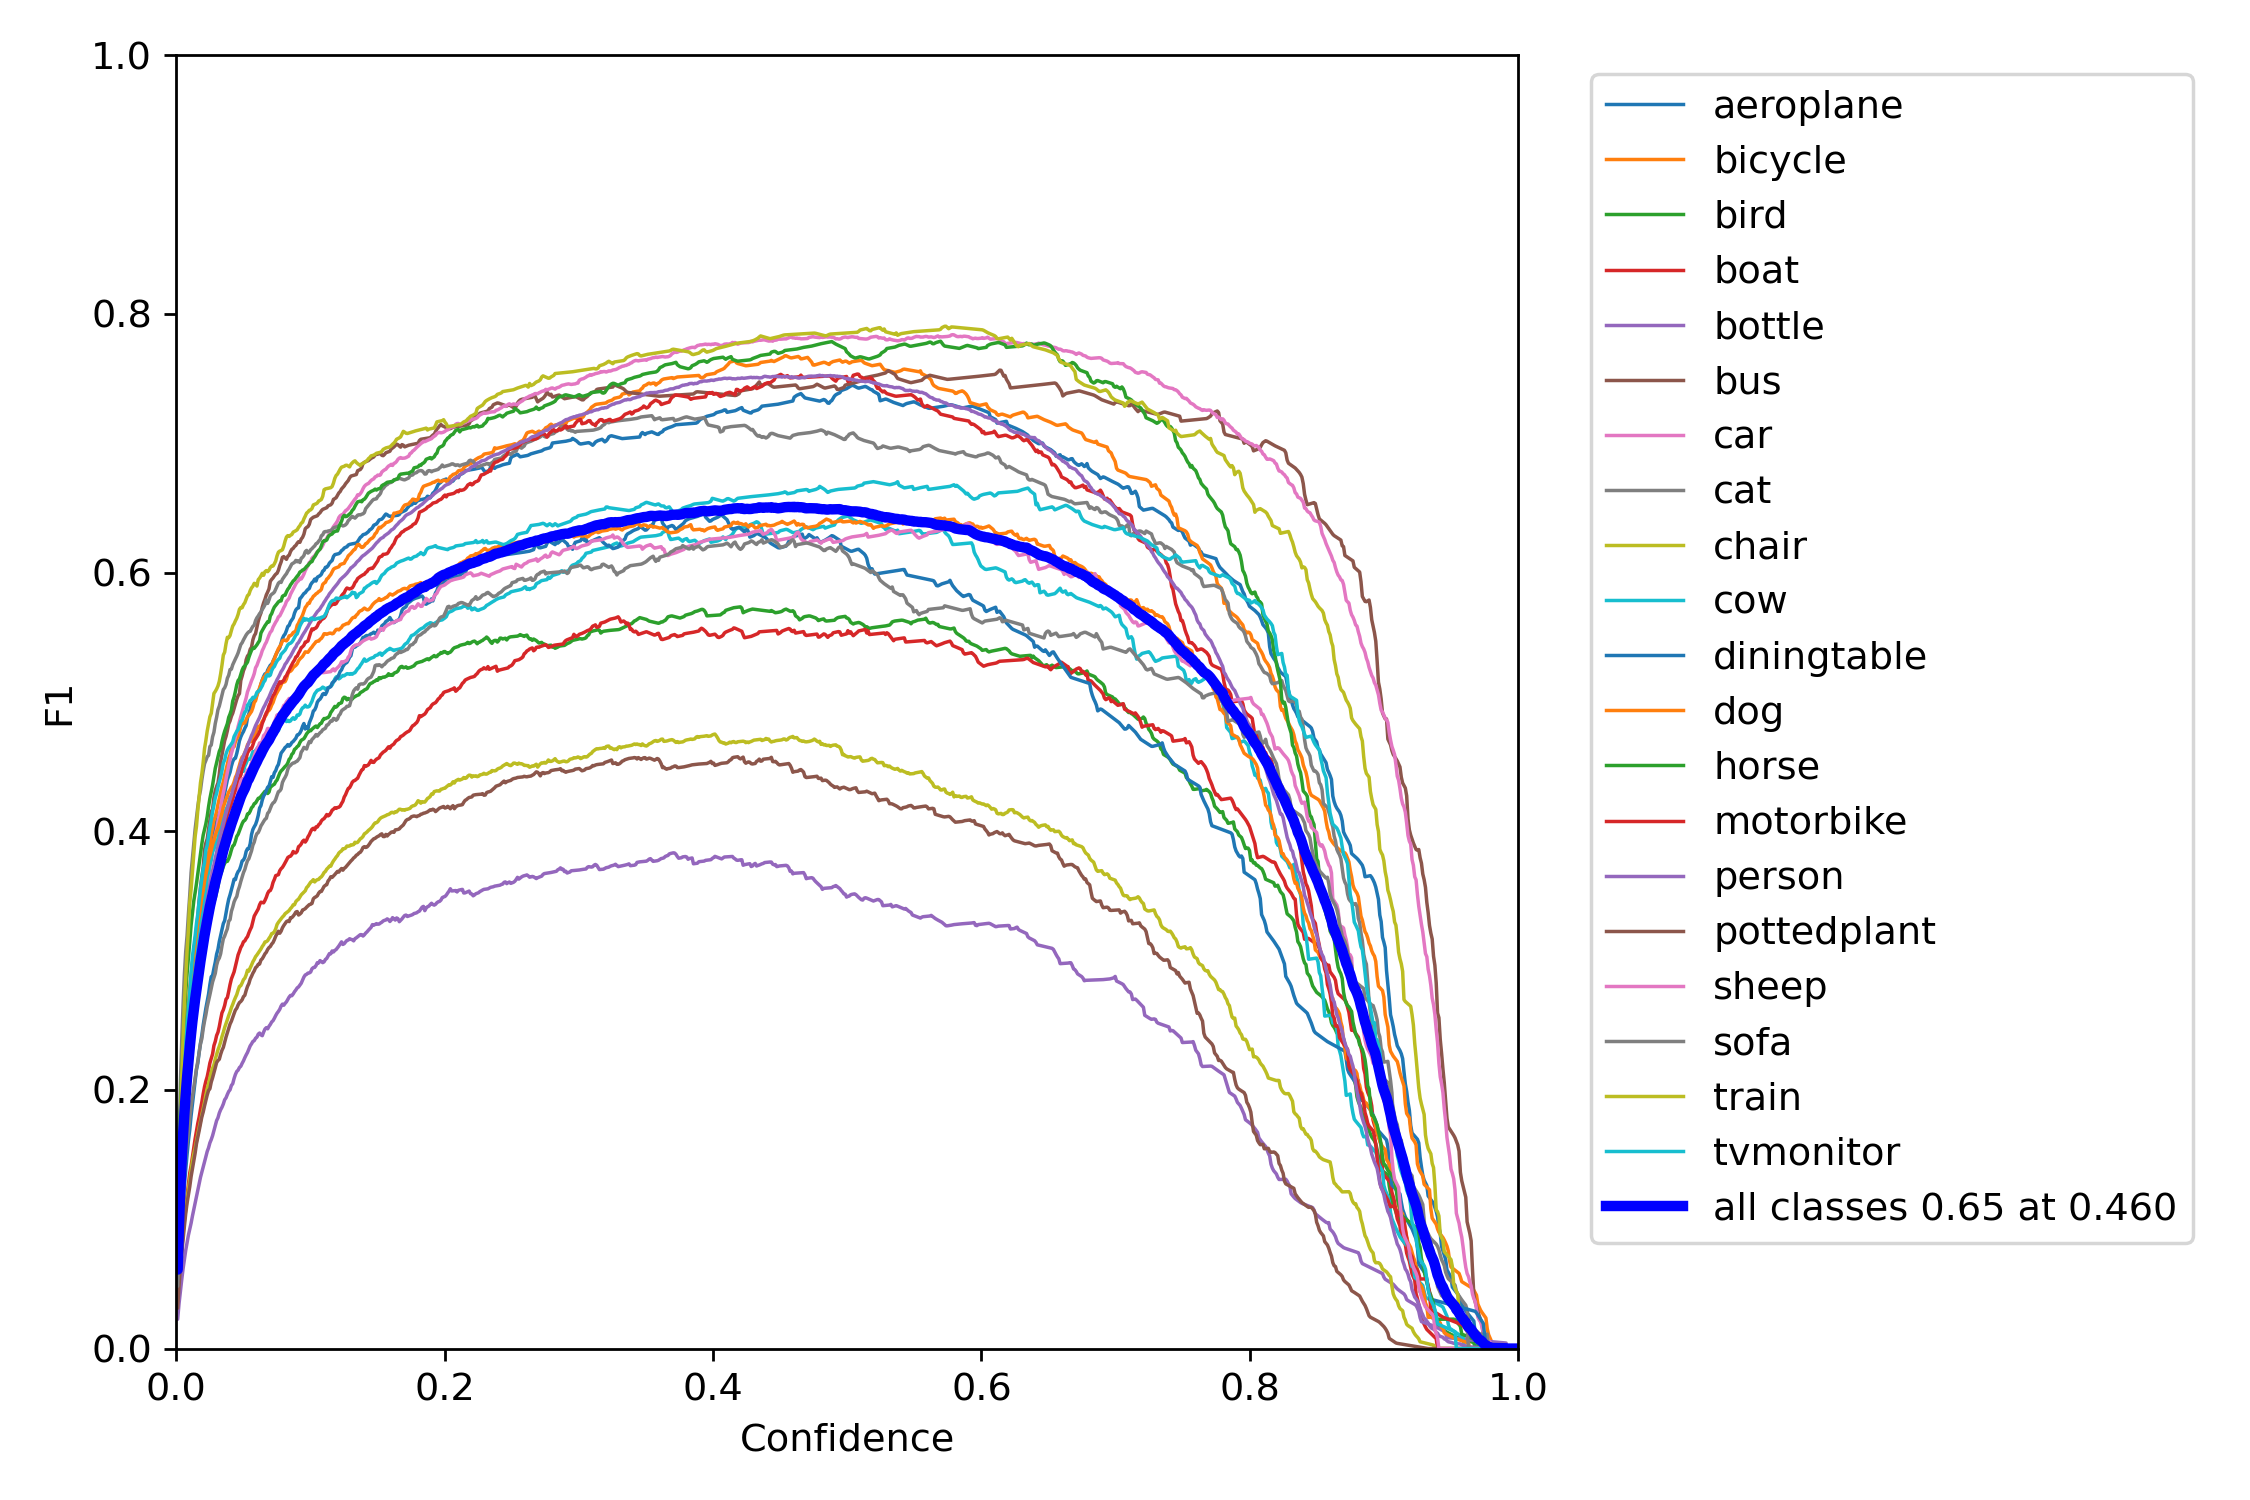 1.0
0.8
0.6
0.4
0.2
0.0
F1
0.0 0.2 0.4 0.6 0.8 1.0
Confidence
aeroplane
bicycle
bird
boat
bottle
bus
car
cat
chair
cow
diningtable
dog
horse
motorbike
person
pottedplant
sheep
sofa
train
tvmonitor
all classes 0.65 at 0.460